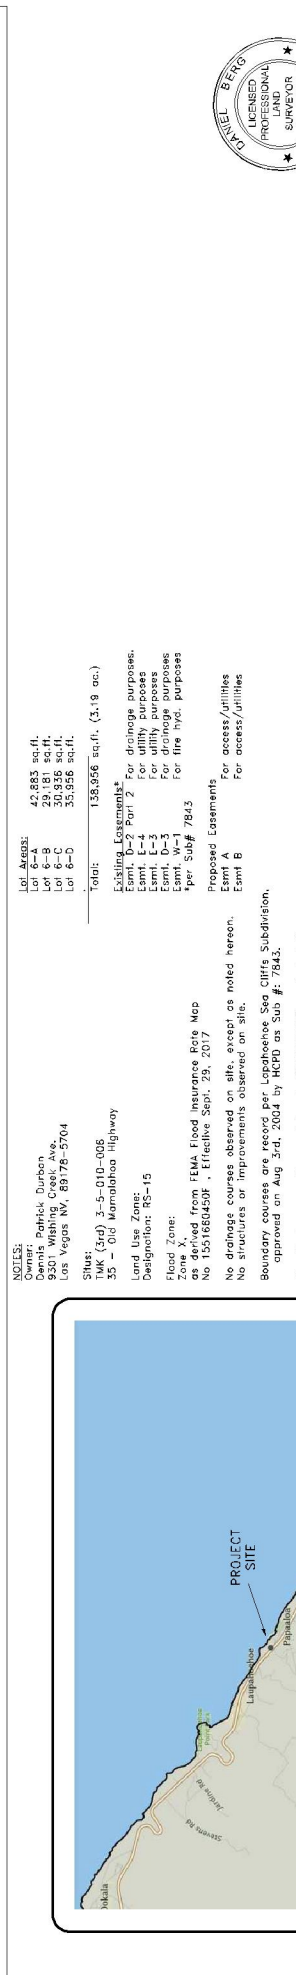 NOTES:
Owner:
Dennis Patrick Durban
9301 Wishing Creek Ave.
Las Vegas NV, 89178-5704
Situs:
TMK (3rd) 3-5-010-006
35 - Old Mamalahoa Highway
Land Use Zone:
Designation: RS-15
Flood Zone:
Zone X,
as derived from FEMA Flood Insurance Rate Map
No 1551660450F , Effective Sept. 29, 2017
No drainage courses observed on site, except as noted hereon.
No structures or improvements observed on site.
Boundary courses are record per Lapahoehoe Sea Cliffs Subdivision,
approved on Aug 3rd, 2004 by HCPD as Sub #: 7843.
Lot Areas:
Lot 6-A 42,883 sq.ft.
Lot 6-B 29,181 sq.ft.
Lot 6-C 30,936 sq.ft.
Lot 6-D 35,956 sq.ft.
Total: 138,956 sq.ft. (3.19 ac.)
Existing Easements*
Esmt. D-2 Part 2 For drainage purposes.
Esmt. E-4 For utility purposes
Esmt. E-3 For utility purposes
Esmt. D-3 For drainage purposes
Esmt. W-1 For fire hyd. purposes
*per Sub# 7843
Proposed Easements
Esmt A For access/utilities
Esmt B For access/utilities
DANIEL BERG
LICENSED
PROFESSIONAL
LAND
SURVEYOR
Ookala
Stevens Rd
Jardine Rd
Laupahoehoe
Papaaloa
PROJECT
SITE